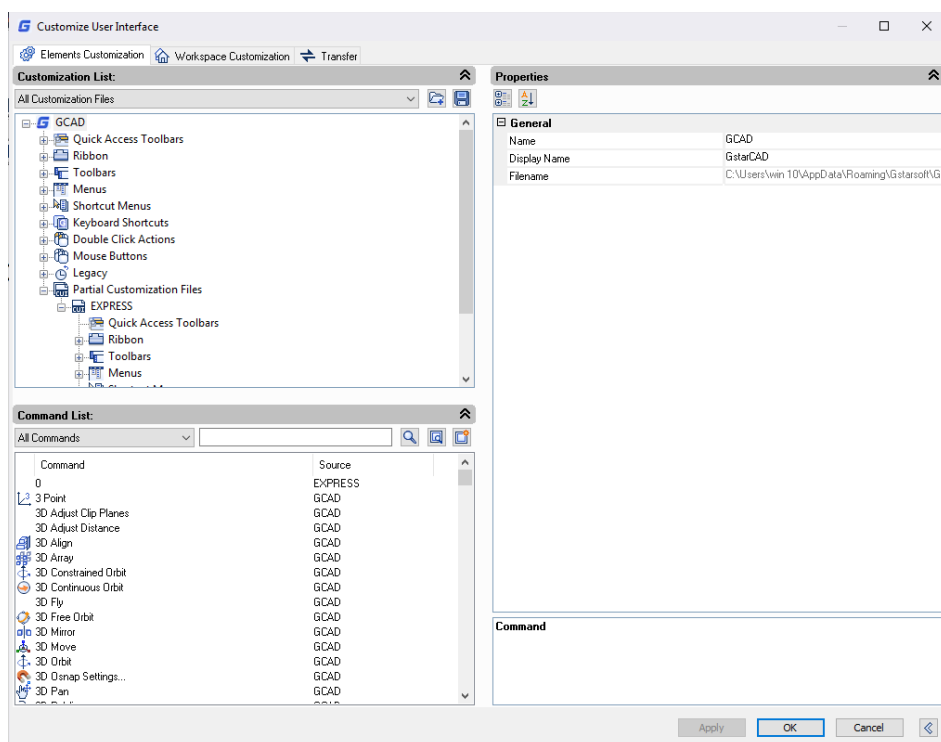 Customize User Interface
Elements Customization Workspace Customization Transfer
Customization List:
All Customization Files
GCAD
Quick Access Toolbars
Ribbon
Toolbars
Menus
Shortcut Menus
Keyboard Shortcuts
Double Click Actions
Mouse Buttons
Legacy
Partial Customization Files
EXPRESS
Quick Access Toolbars
Ribbon
Toolbars
Menus
Command List:
All Commands
Command Source
0 EXPRESS
3 Point GCAD
3D Adjust Clip Planes GCAD
3D Adjust Distance GCAD
3D Align GCAD
3D Array GCAD
3D Constrained Orbit GCAD
3D Continuous Orbit GCAD
3D Fly GCAD
3D Free Orbit GCAD
3D Mirror GCAD
3D Move GCAD
3D Orbit GCAD
3D Osnap Settings... GCAD
3D Pan GCAD
Properties
General
Name GCAD
Display Name GstarCAD
Filename C:\Users\win 10\AppData\Roaming\Gstarsoft\G
Command
Apply OK Cancel